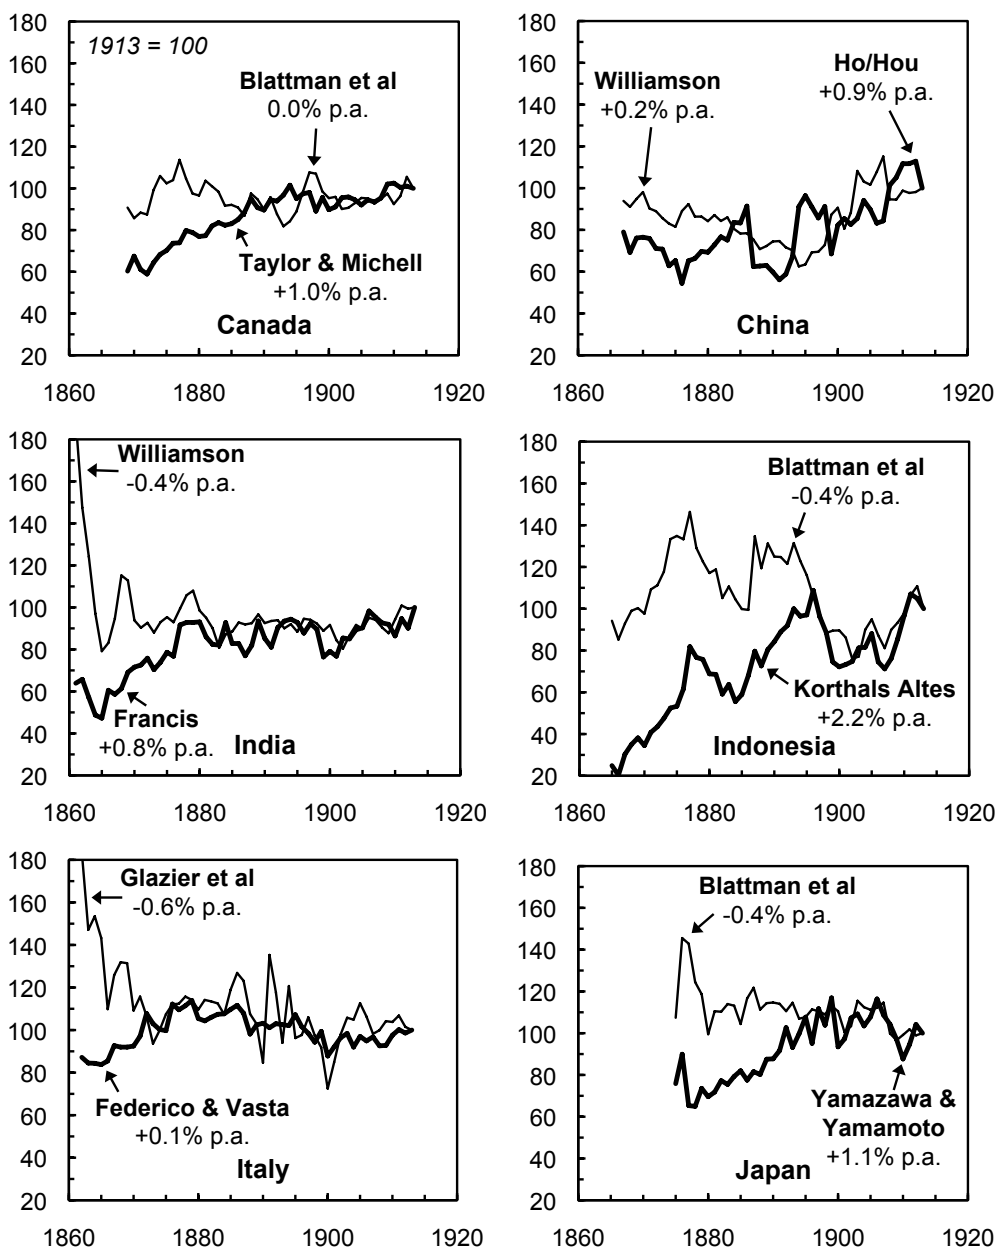 180
160
140
120
100
80
60
40
20
1860
1880
1900
1920
1913 = 100
Blattman et al
0.0% p.a.
Taylor & Michell
+1.0% p.a.
Canada
180
160
140
120
100
80
60
40
20
1860
1880
1900
1920
Williamson
+0.2% p.a.
Ho/Hou
+0.9% p.a.
China
180
160
140
120
100
80
60
40
20
1860
1880
1900
1920
Williamson
-0.4% p.a.
Francis
+0.8% p.a.
India
180
160
140
120
100
80
60
40
20
1860
1880
1900
1920
Blattman et al
-0.4% p.a.
Korthals Altes
+2.2% p.a.
Indonesia
180
160
140
120
100
80
60
40
20
1860
1880
1900
1920
Glazier et al
-0.6% p.a.
Federico & Vasta
+0.1% p.a.
Italy
180
160
140
120
100
80
60
40
20
1860
1880
1900
1920
Blattman et al
-0.4% p.a.
Yamazawa &
Yamamoto
+1.1% p.a.
Japan